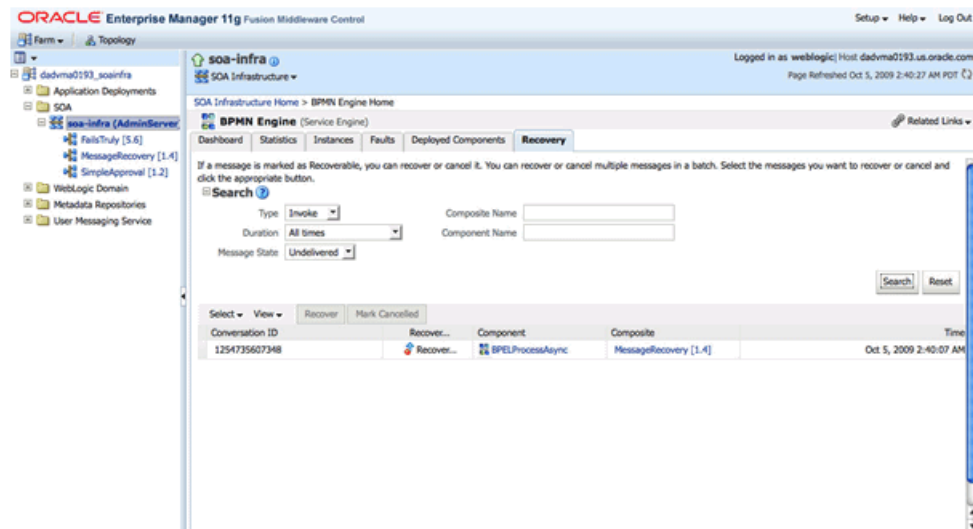 ORACLE Enterprise Manager 11g Fusion Middleware Control
Setup Help Log Out
Farm Topology
dadvma0193_soainfra
Application Deployments
SOA
soa-infra (AdminServer
FailsTruly [5.6]
MessageRecovery [1.4]
SimpleApproval [1.2]
WebLogic Domain
Metadata Repositories
User Messaging Service
soa-infra
Logged in as weblogic| Host dadvma0193.us.oracle.com
SOA Infrastructure
Page Refreshed Oct 5, 2009 2:40:27 AM PDT
SOA Infrastructure Home > BPMN Engine Home
BPMN Engine (Service Engine)
Related Links
Dashboard Statistics Instances Faults Deployed Components Recovery
If a message is marked as Recoverable, you can recover or cancel it. You can recover or cancel multiple messages in a batch. Select the messages you want to recover or cancel and
click the appropriate button.
Search
Type Invoke Composite Name
Duration All times Component Name
Message State Undelivered
Search Reset
Select View Recover Mark Cancelled
Conversation ID Recover... Component Composite Time
1254735607348 Recover... BPELProcessAsync MessageRecovery [1.4] Oct 5, 2009 2:40:07 AM